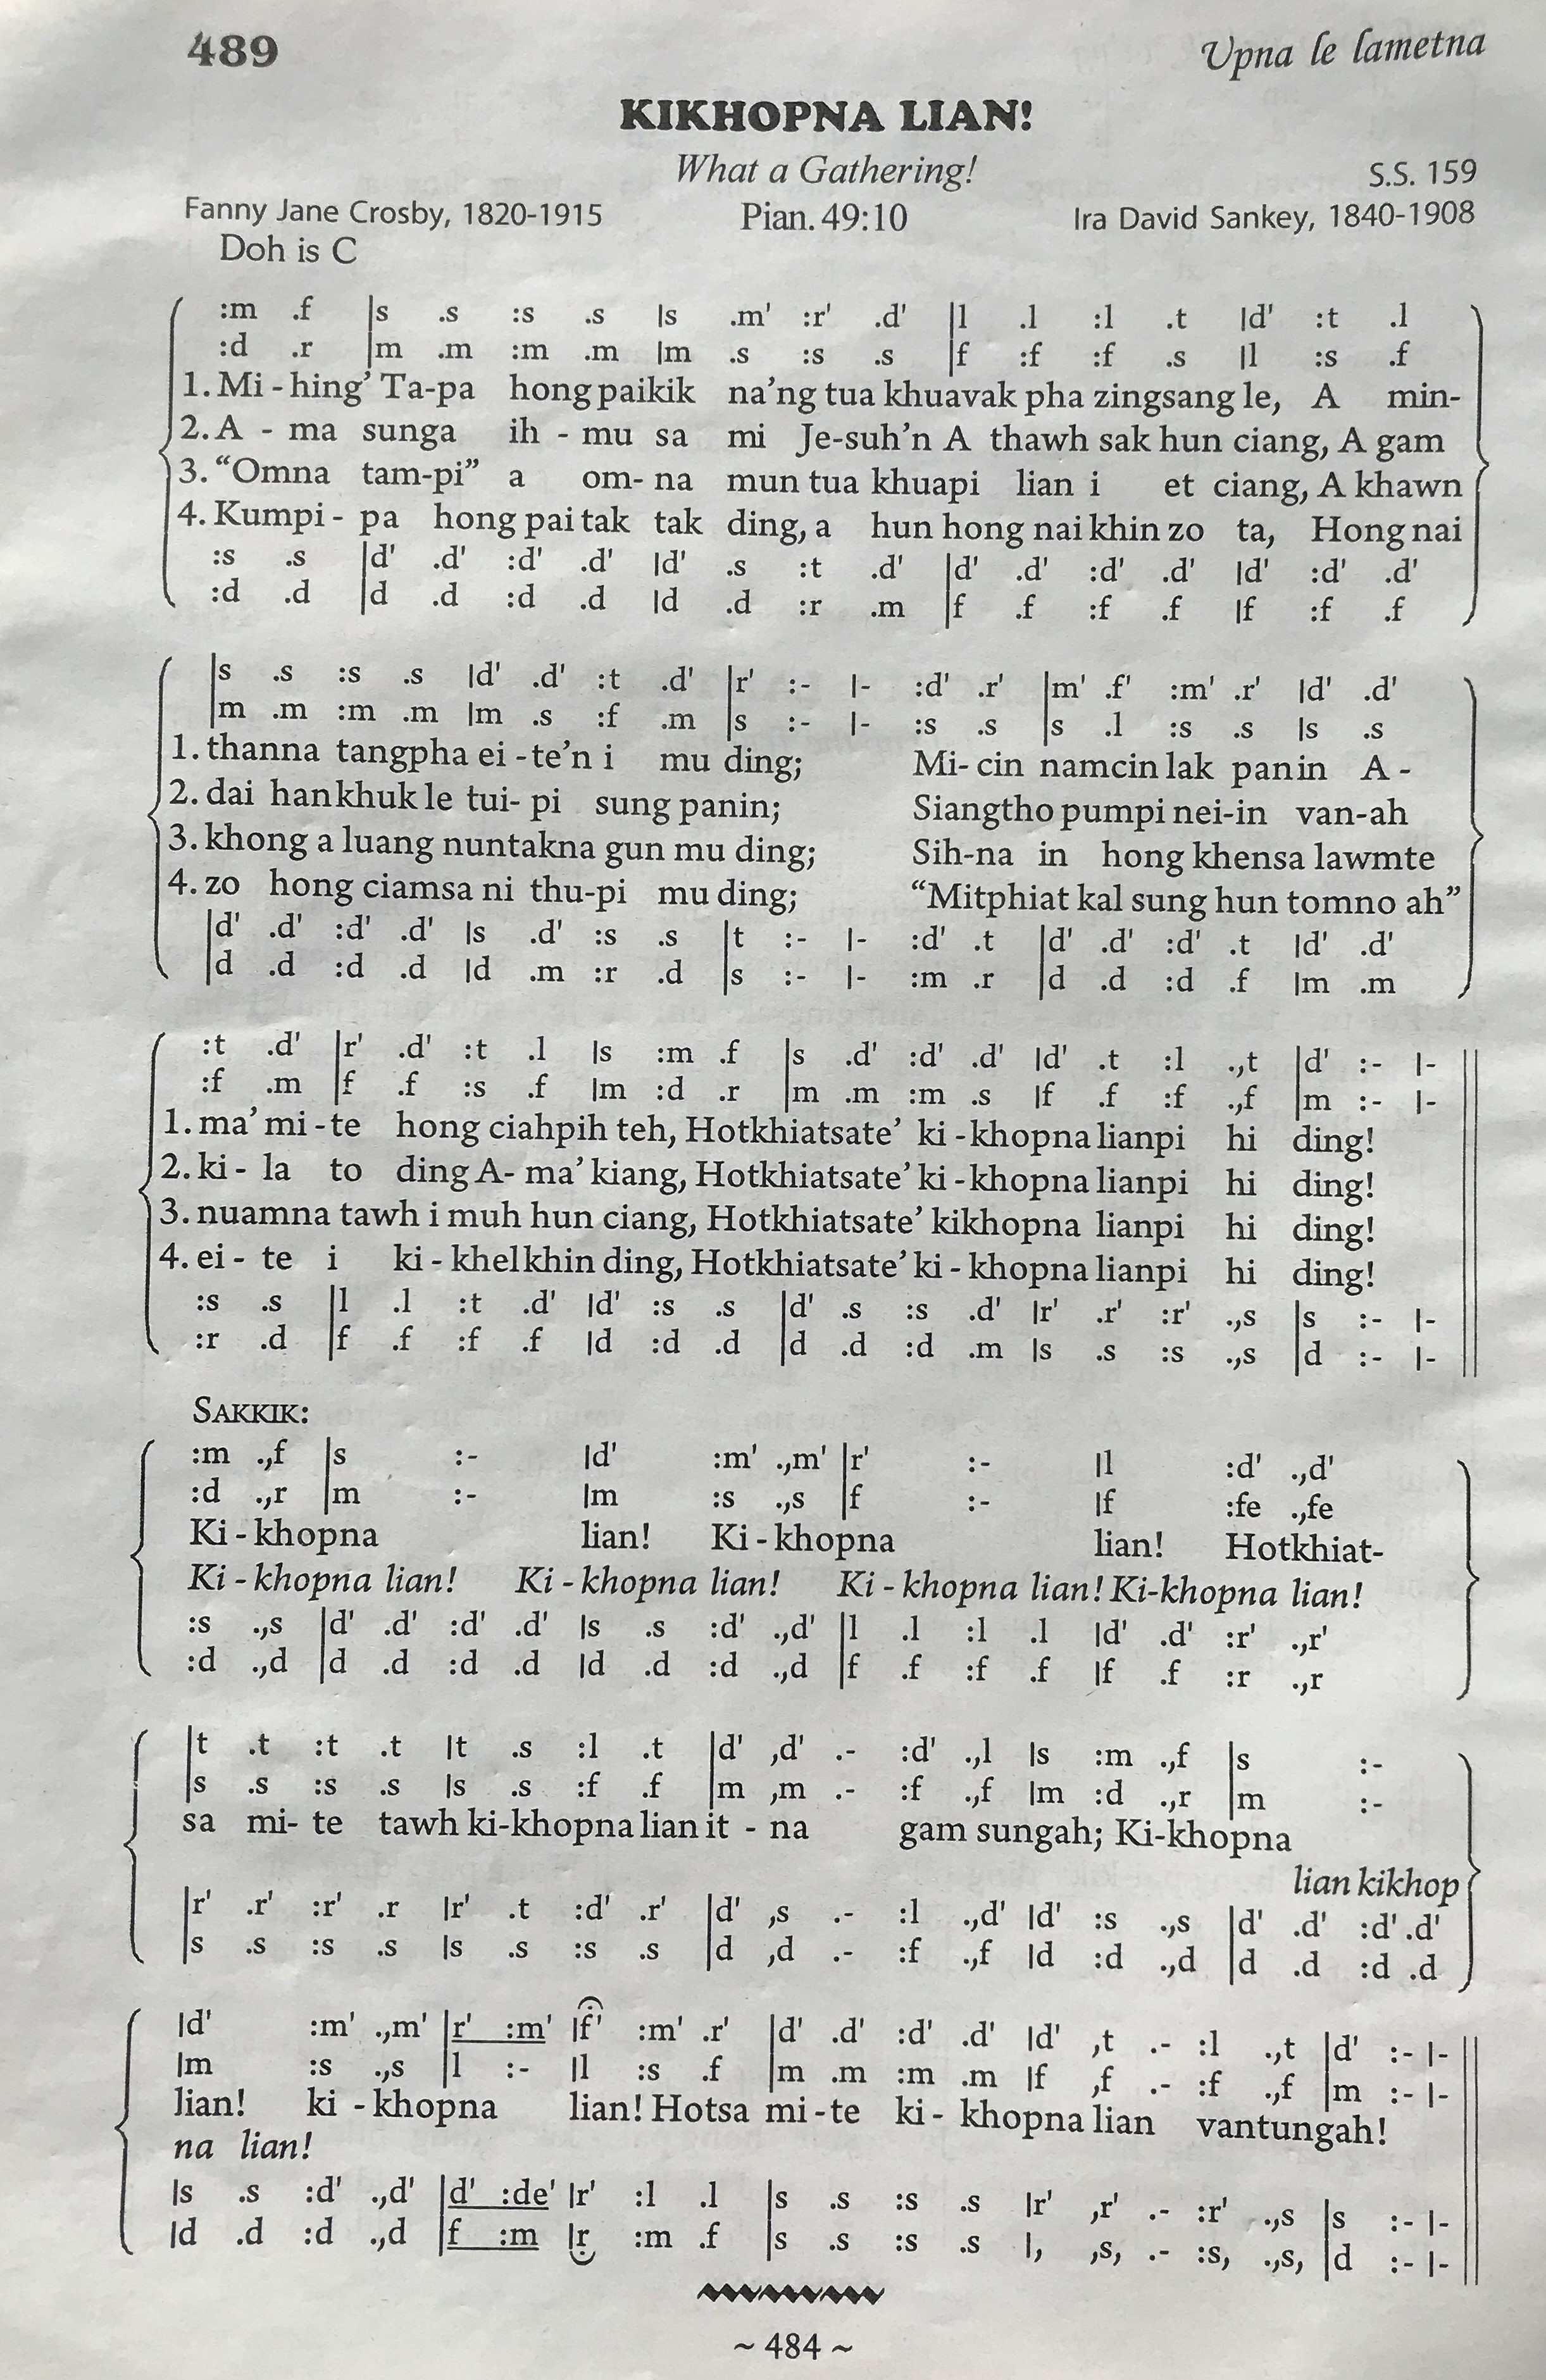 489
Upna le lametna
KIKHOPNA LIAN!
What a Gathering!
S.S. 159
Fanny Jane Crosby, 1820-1915 Pian. 49:10 Ira David Sankey, 1840-1908
Doh is C
:m .f |s .s :s .s |s .m' :r' .d' |l .l :l .t |d' :t .l
:d .r |m .m :m .m |m .s :s .s |f :f :f .s |l :s .f
1. Mi - hing' Ta-pa hong paikik na'ng tua khuavak pha zingsang le, A min-
2. A - ma sunga ih - mu sa mi Je-suh'n A thawh sak hun ciang, A gam
3. “Omna tam-pi” a om- na mun tua khuapi lian i et ciang, A khawn
4. Kumpi - pa hong pai tak tak ding, a hun hong nai khin zo ta, Hong nai
:s .s |d' .d' :d' .d' |d' .s :t .d' |d' .d' :d' .d' |d' :d' .d'
:d .d |d .d :d .d |d .d :r .m |f .f :f .f |f :f .f
|s .s :s .s |d' .d' :t .d' |r' :- |- :d' .r' |m' .f' :m' .r' |d' .d'
|m .m :m .m |m .s :f .m |s :- |- :s .s |s .l :s .s |s .s
1. thanna tangpha ei - te'n i mu ding; Mi- cin namcin lak panin A -
2. dai hankhuk le tui- pi sung panin; Siangtho pumpi nei-in van-ah
3. khong a luang nuntakna gun mu ding; Sih-na in hong khensa lawmte
4. zo hong ciamsa ni thu-pi mu ding; “Mitphiat kal sung hun tomno ah”
|d' .d' :d' .d' |s .d' :s .s |t :- |- :d' .t |d' .d' :d' .t |d' .d'
|d .d :d .d |d .m :r .d |s :- |- :m .r |d .d :d .f |m .m
:t .d' |r' .d' :t .l |s :m .f |s .d' :d' .d' |d' .t :l .,t |d' :- |-
:f .m |f .f :s .f |m :d .r |m .m :m .s |f .f :f .,f |m :- |-
1. ma' mi - te hong ciahpih teh, Hotkhiatsate' ki - khopna lianpi hi ding!
2. ki - la to ding A- ma' kiang, Hotkhiatsate' ki - khopna lianpi hi ding!
3. nuamna tawh i muh hun ciang, Hotkhiatsate' kikhopna lianpi hi ding!
4. ei - te i ki - khelkhin ding, Hotkhiatsate' ki - khopna lianpi hi ding!
:s .s |l .l :t .d' |d' :s .s |d' .s :s .d' |r' .r' :r' .,s |s :- |-
:r .d |f .f :f .f |d :d .d |d .d :d .m |s .s :s .,s |d :- |-
SAKKIK:
:m .,f |s :- |d' :m' .,m' |r' :- |l :d' .,d'
:d .,r |m :- |m :s .,s |f :- |f :fe .,fe
Ki - khopna lian! Ki - khopna lian! Hotkhiat-
Ki - khopna lian! Ki - khopna lian! Ki - khopna lian! Ki-khopna lian!
:s .,s |d' .d' :d' .d' |s .s :d' .,d' |l .l :l .l |d' .d' :r' .,r'
:d .,d |d .d :d .d |d .d :d .,d |f .f :f .f |f .f :r .,r
|t .t :t .t |t .s :l .t |d' ,d' .- :d' .,l |s :m .,f |s :-
|s .s :s .s |s .s :f .f |m ,m .- :f .,f |m :d .,r |m :-
sa mi- te tawh ki-khopna lian it - na gam sungah; Ki-khopna
lian kikhop
|r' .r' :r' .r |r' .t :d' .r' |d' ,s .- :l .,d' |d' :s .,s |d' .d' :d' .d'
|s .s :s .s |s .s :s .s |d ,d .- :f .,f |d :d .,d |d .d :d .d
|d' :m' .,m' |r' :m' |f' :m' .r' |d' .d' :d' .d' |d' ,t .- :l .,t |d' :- |-
|m :s .,s |l :- |l :s .f |m .m :m .m |f ,f .- :f .,f |m :- |-
lian! ki - khopna lian! Hotsa mi - te ki - khopna lian vantungah!
na lian!
|s .s :d' .,d' |d' :de' |r' :l .l |s .s :s .s |r' ,r' .- :r' .,s |s :- |-
|d .d :d .,d |f :m |r :m .f |s .s :s .s |, ,s, .- :s, .,s, |d :- |-
~ 484 ~